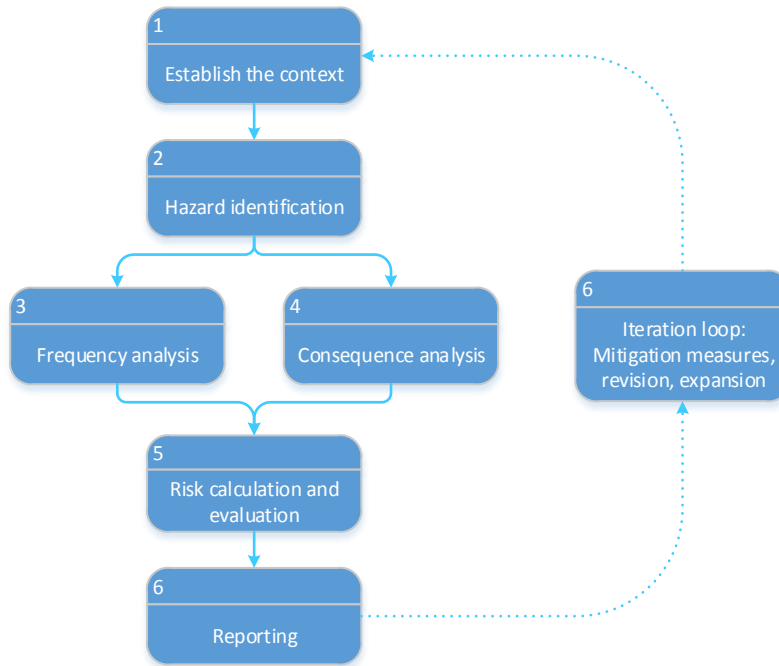 1
Establish the context
2
Hazard identification
3
Frequency analysis
4
Consequence analysis
6
Iteration loop:
Mitigation measures,
revision, expansion
5
Risk calculation and
evaluation
6
Reporting